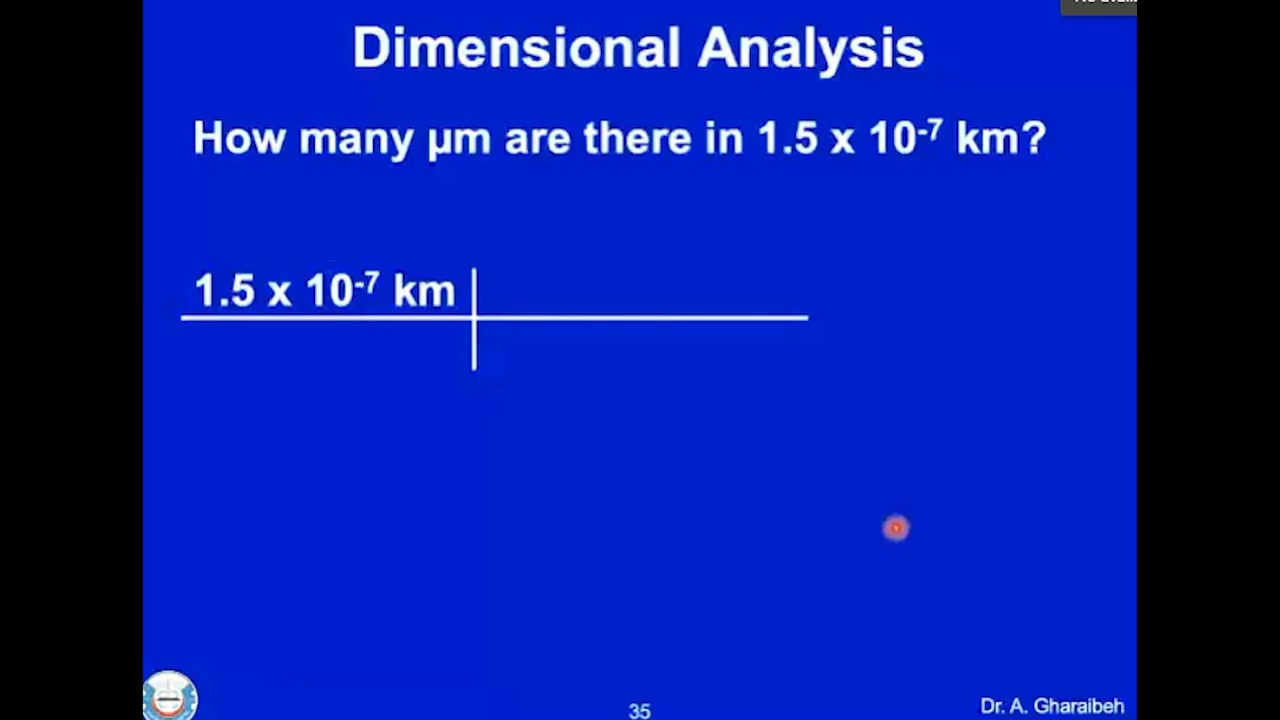 Dimensional Analysis
How many μm are there in 1.5 x 10⁻⁷ km?
1.5 x 10⁻⁷ km
35
Dr. A. Gharaibeh